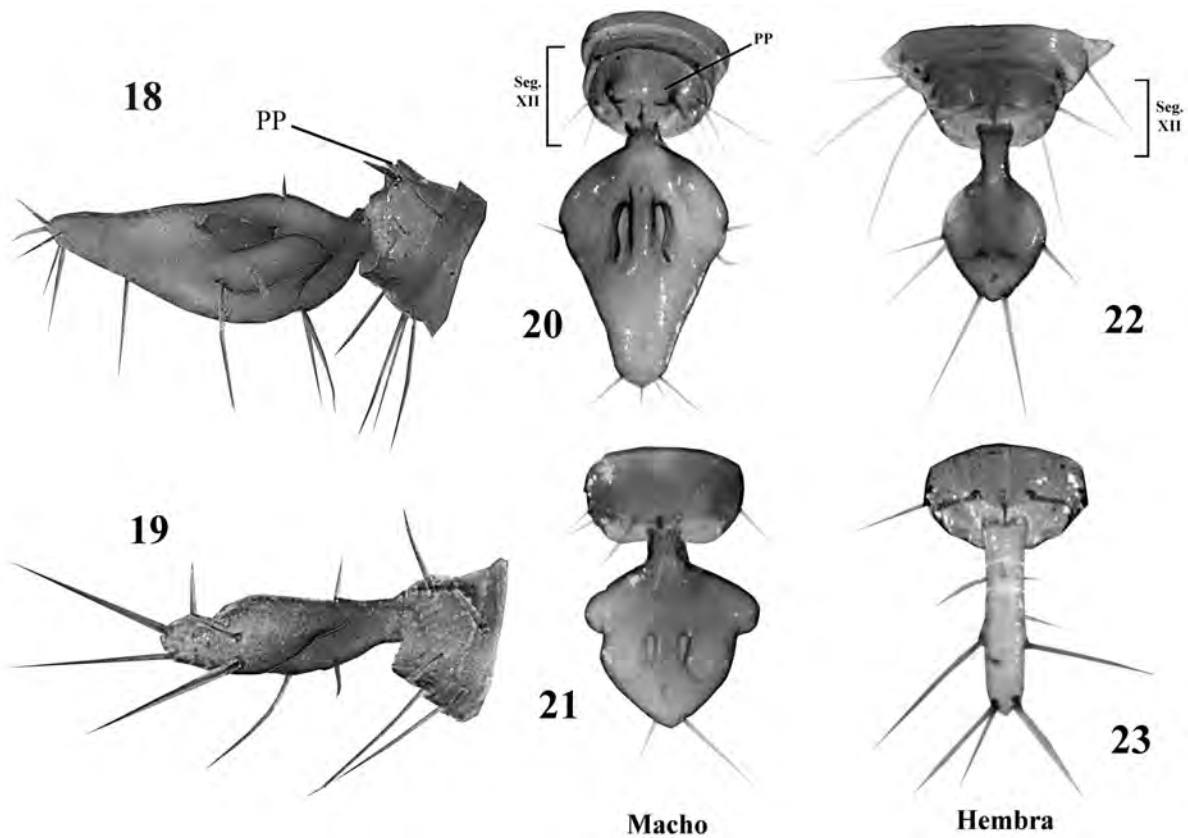 18
PP
Seg.
XII
PP
20
Seg.
XII
22
19
21
23
Macho
Hembra